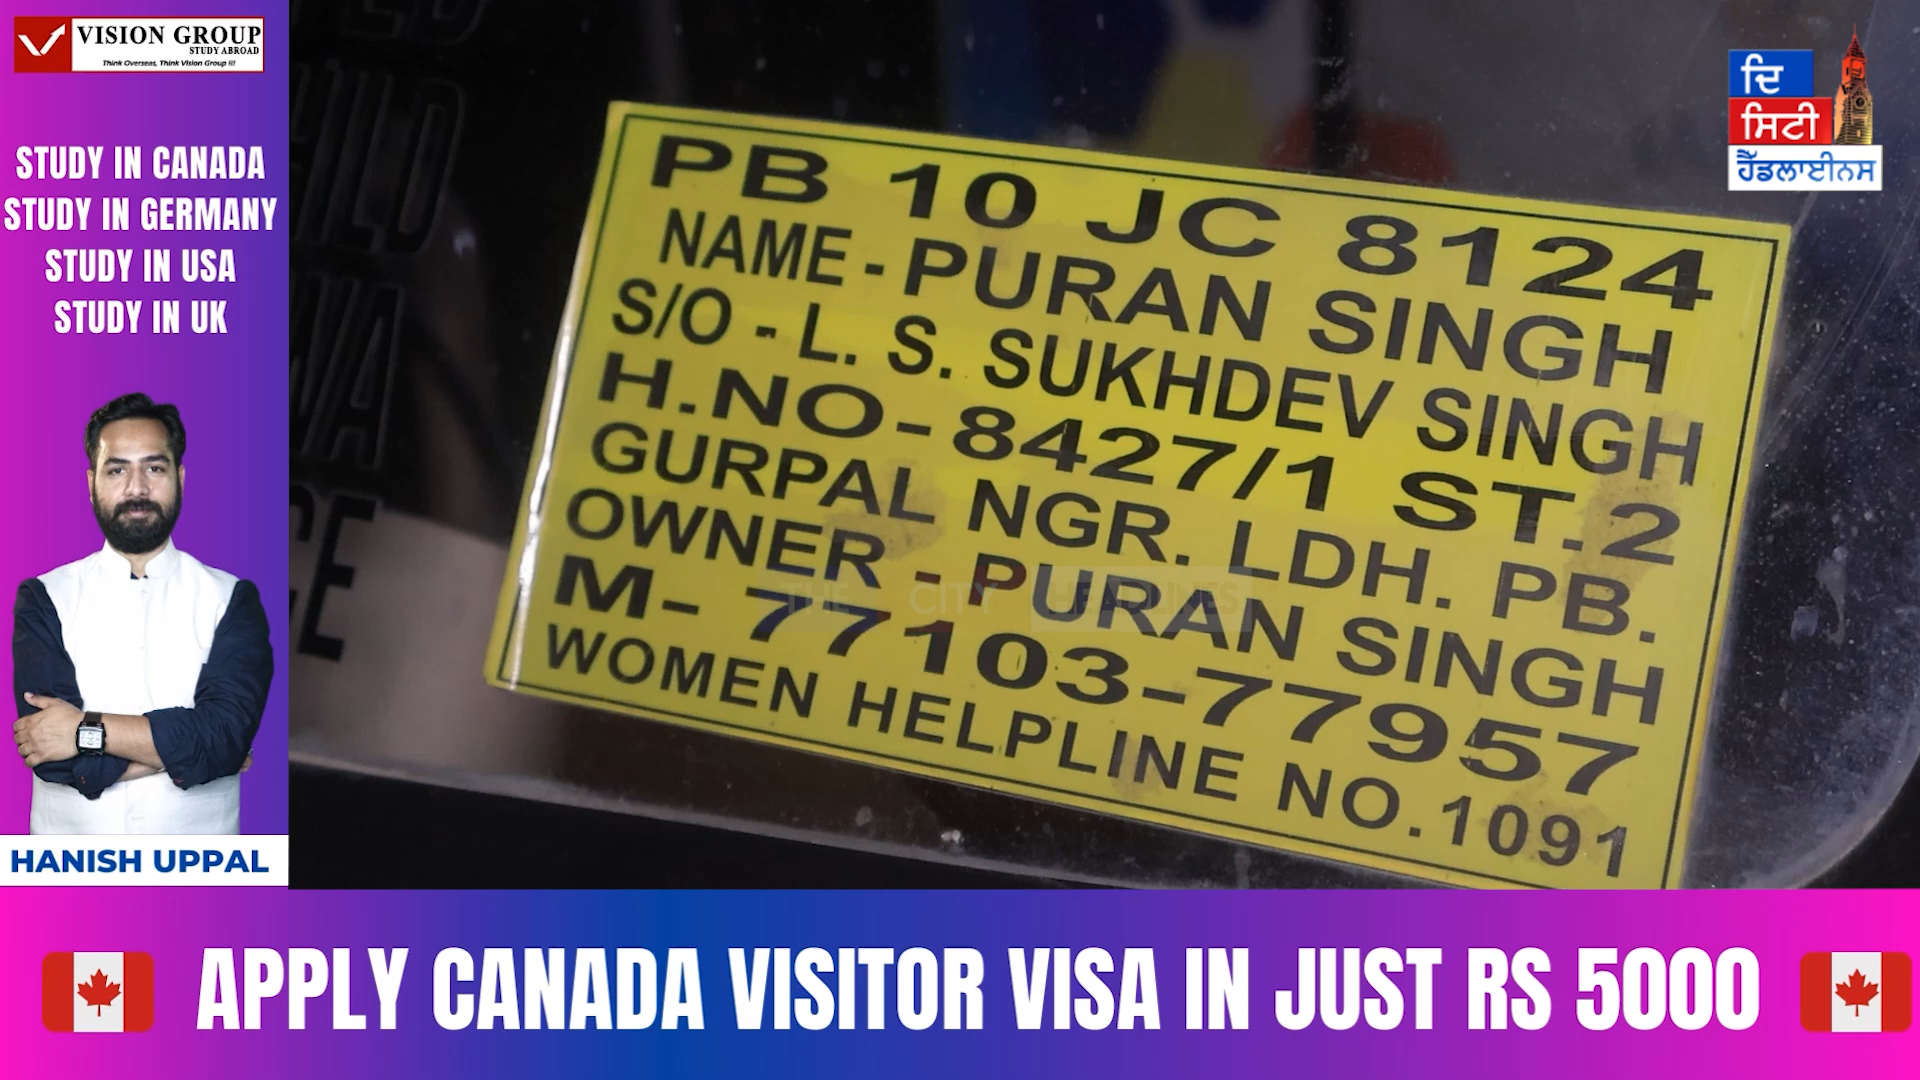 VISION GROUP
STUDY ABROAD
Think Overseas, Think Vision Group !!!
STUDY IN CANADA
STUDY IN GERMANY
STUDY IN USA
STUDY IN UK
HANISH UPPAL
ਦਿ
ਸਿਟੀ
ਹੈੱਡਲਾਈਨਸ
PB 10 JC 8124
NAME - PURAN SINGH
S/O - L. S. SUKHDEV SINGH
H.NO- 8427/1 ST.2
GURPAL NGR. LDH. PB.
OWNER - PURAN SINGH
M- 77103-77957
WOMEN HELPLINE NO.1091
THE CITY HEADLINES
APPLY CANADA VISITOR VISA IN JUST RS 5000